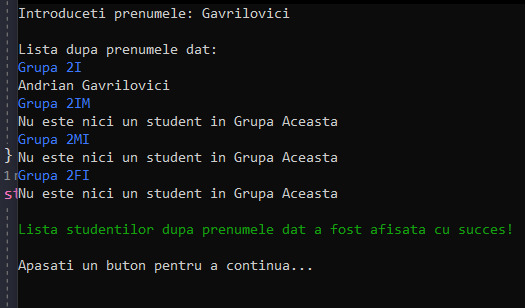 Introduceti prenumele: Gavrilovici
Lista dupa prenumele dat:
Grupa 2I
Andrian Gavrilovici
Grupa 2IM
Nu este nici un student in Grupa Aceasta
Grupa 2MI
}
Nu este nici un student in Grupa Aceasta
Grupa 2FI
Nu este nici un student in Grupa Aceasta
Lista studentilor dupa prenumele dat a fost afisata cu succes!
Apasati un buton pentru a continua...